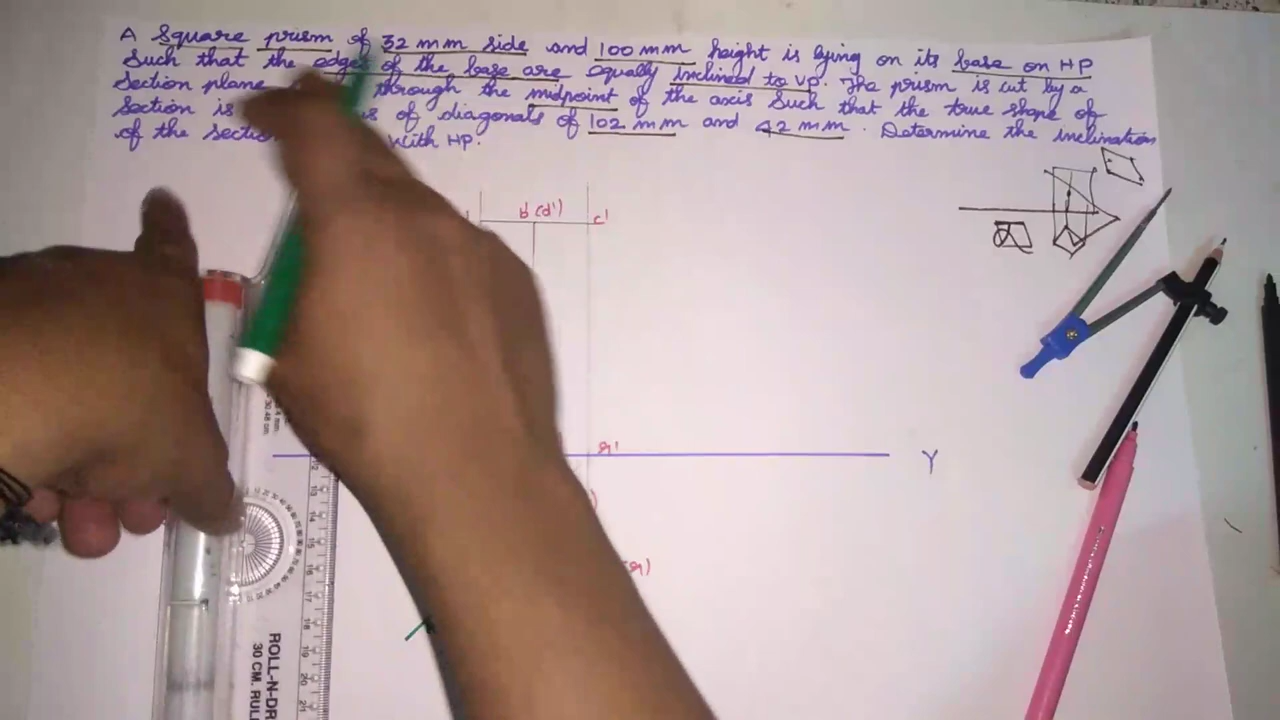 A Square prism of 32 mm side and 100 mm height is lying on its base on HP
Such that the edges of the base are equally inclined to VP. The prism is cut by a
Section plane through the midpoint of the axis Such that the true shape of
Section is of diagonals of 102 mm and 42 mm. Determine the inclinations
of the section with HP.
b'(d')
c'
Y
ROLL-N-DR
30 CM. RUL